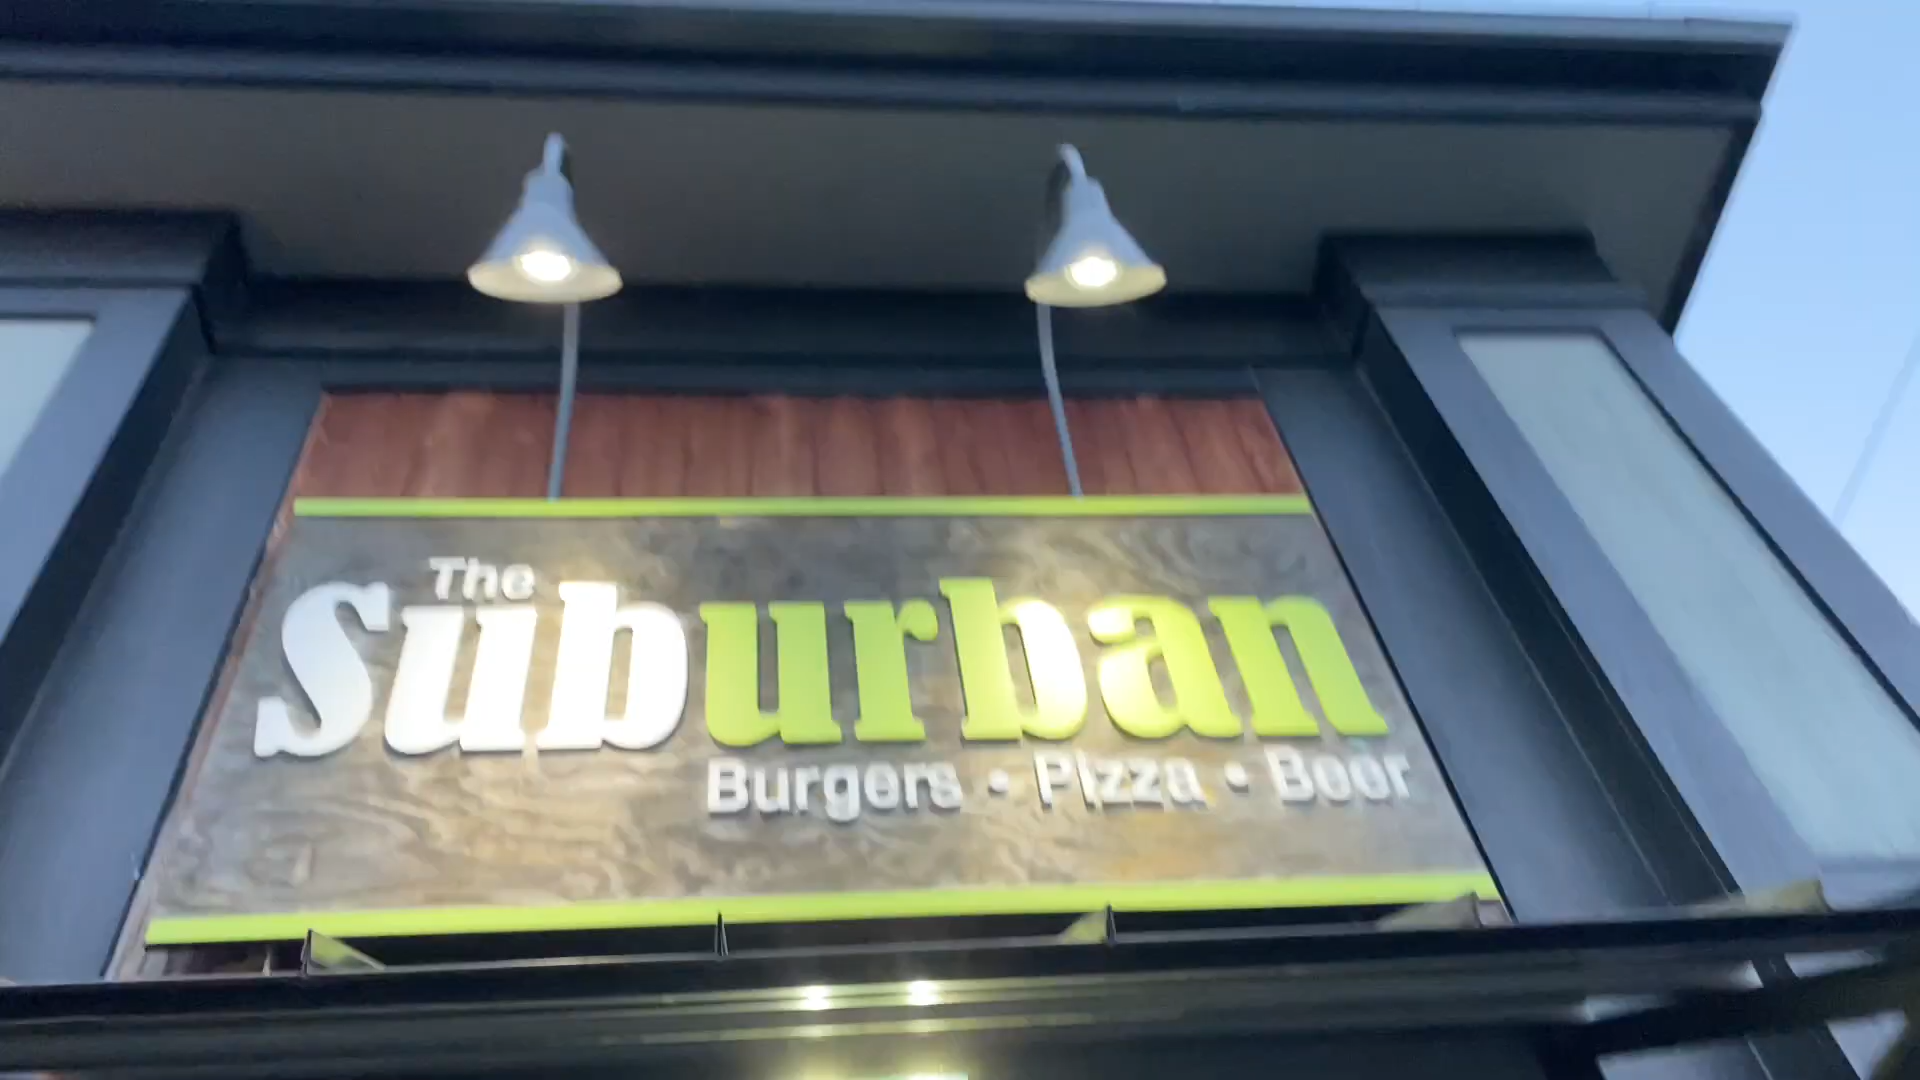 The
Suburban
Burgers • Pizza • Beer